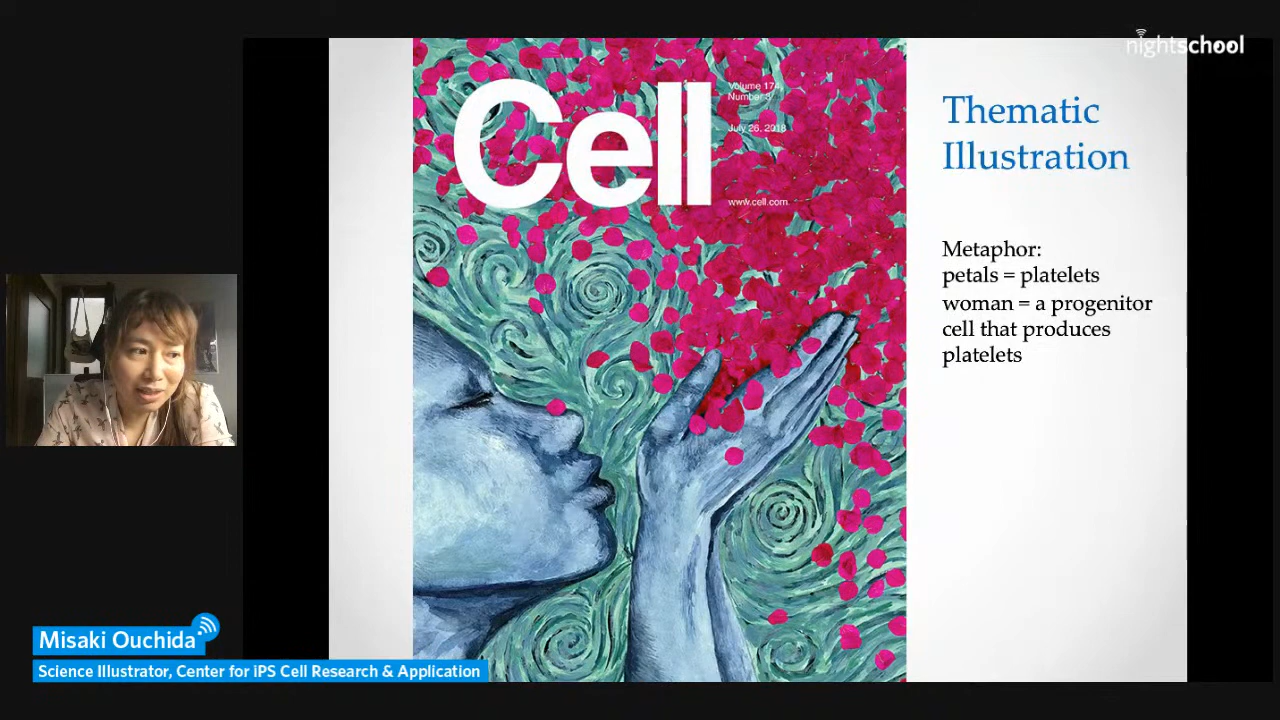 nightschool
Cell
Volume 174
Number 3
July 26, 2018
www.cell.com
Thematic
Illustration
Metaphor:
petals = platelets
woman = a progenitor
cell that produces
platelets
Misaki Ouchida
Science Illustrator, Center for iPS Cell Research & Application